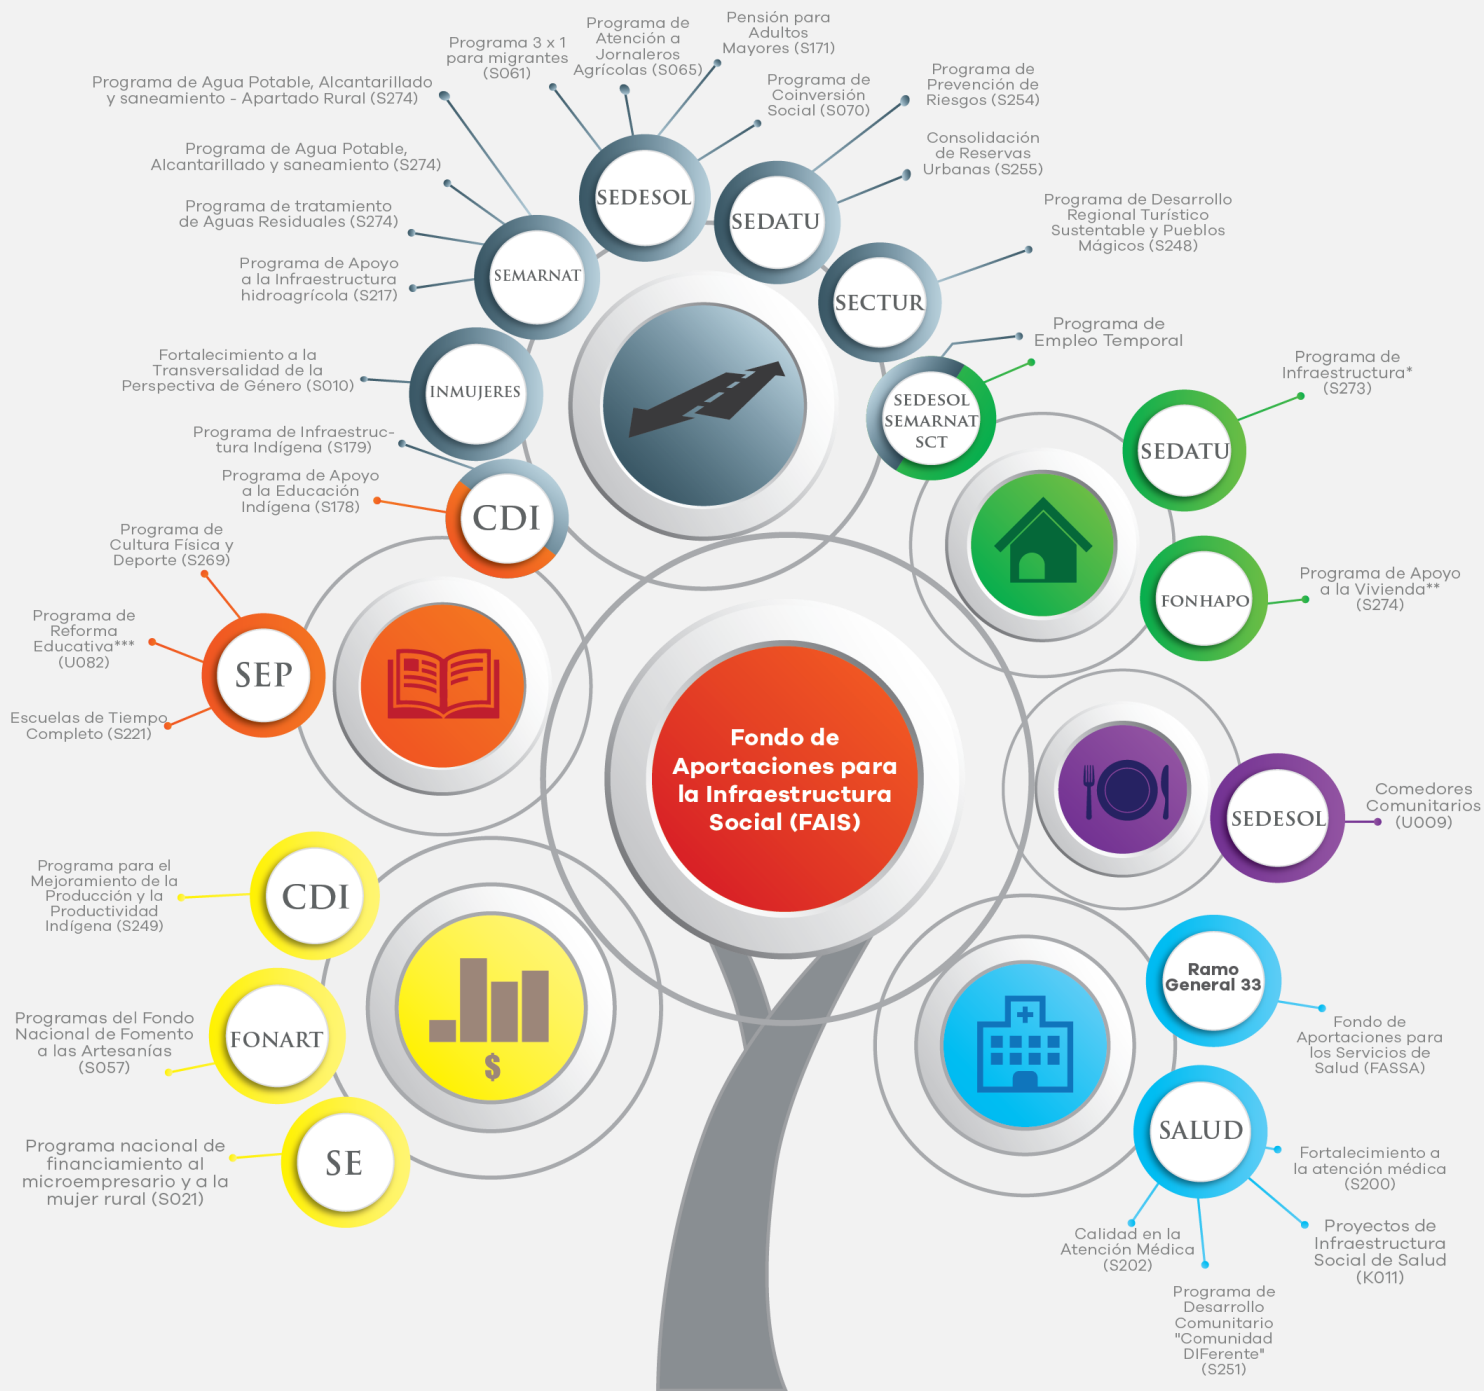 Programa 3 x 1
para migrantes
(S061)
Programa de
Atención a
Jornaleros
Agrícolas (S065)
Pensión para
Adultos
Mayores (S171)
Programa de
Coinversión
Social (S070)
Programa de
Prevención de
Riesgos (S254)
Consolidación
de Reservas
Urbanas (S255)
Programa de Desarrollo
Regional Turístico
Sustentable y Pueblos
Mágicos (S248)
Programa de
Empleo Temporal
Programa de Agua Potable, Alcantarillado
y saneamiento - Apartado Rural (S274)
Programa de Agua Potable,
Alcantarillado y saneamiento (S274)
Programa de tratamiento
de Aguas Residuales (S274)
Programa de Apoyo
a la Infraestructura
hidroagrícola (S217)
Fortalecimiento a la
Transversalidad de la
Perspectiva de Género (S010)
Programa de Infraestruc-
tura Indígena (S179)
Programa de Apoyo
a la Educación
Indígena (S178)
SEDESOL
SEDATU
SEMARNAT
SECTUR
INMUJERES
SEDESOL
SEMARNAT
SCT
CDI
Programa de
Infraestructura*
(S273)
SEDATU
FONHAPO
Programa de Apoyo
a la Vivienda**
(S274)
Programa de
Cultura Física y
Deporte (S269)
Programa de
Reforma
Educativa***
(U082)
Escuelas de Tiempo
Completo (S221)
SEP
Fondo de
Aportaciones para
la Infraestructura
Social (FAIS)
SEDESOL
Comedores
Comunitarios
(U009)
Programa para el
Mejoramiento de la
Producción y la
Productividad
Indígena (S249)
CDI
Programas del Fondo
Nacional de Fomento
a las Artesanías
(S057)
FONART
$
Programa nacional de
financiamiento al
microempresario y a la
mujer rural (S021)
SE
Ramo
General 33
Fondo de
Aportaciones para
los Servicios de
Salud (FASSA)
SALUD
Fortalecimiento a
la atención médica
(S200)
Proyectos de
Infraestructura
Social de Salud
(K011)
Calidad en la
Atención Médica
(S202)
Programa de
Desarrollo
Comunitario
"Comunidad
DIFerente"
(S251)